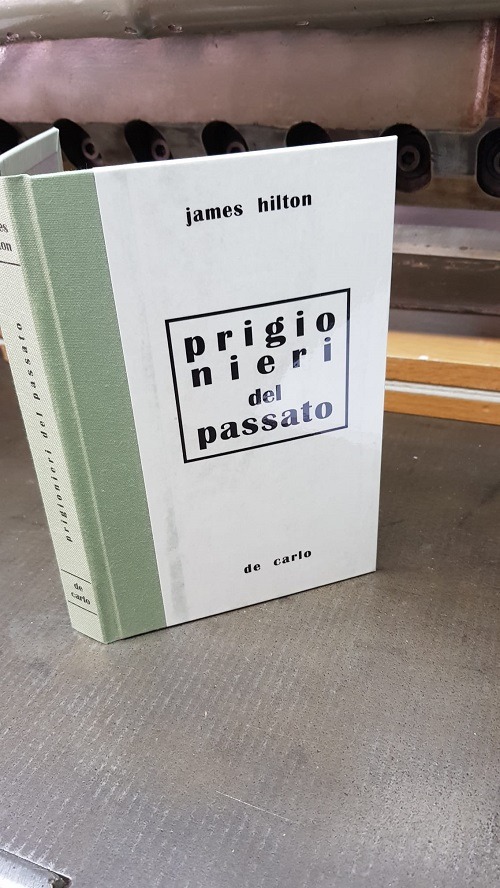 james hilton
prigio
nieri
del
passato
de carlo
prigionieri del passato
de
carlo